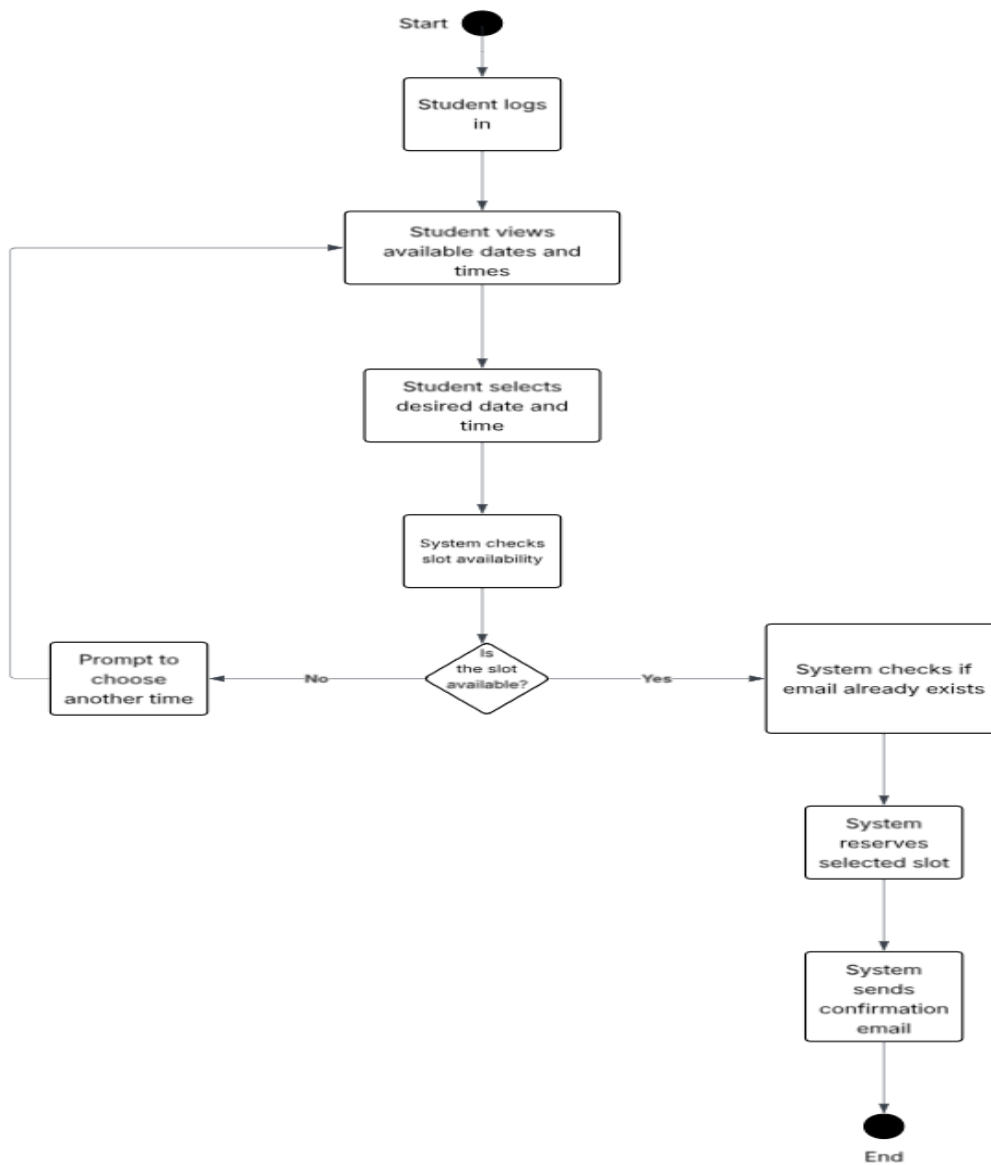 Start
Student logs
in
Student views
available dates and
times
Student selects
desired date and
time
System checks
slot availability
Is
the slot
available?
No
Prompt to
choose
another time
Yes
System checks if
email already exists
System
reserves
selected slot
System
sends
confirmation
email
End